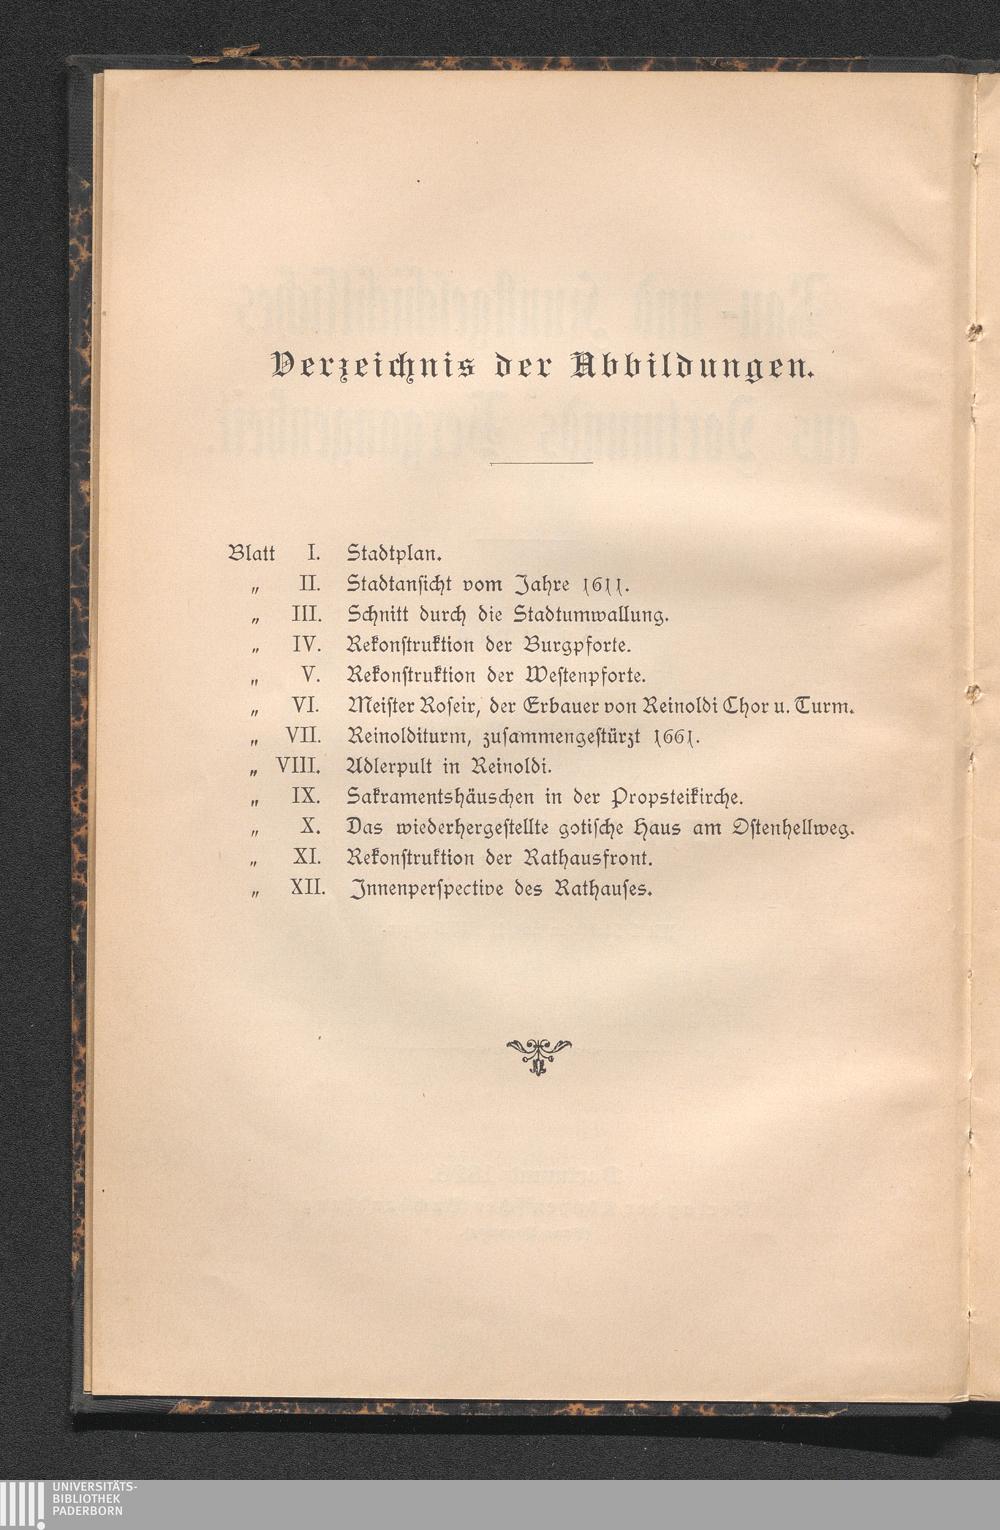 Verzeichnis der Abbildungen.
Blatt I. Stadtplan.
„ II. Stadtansicht vom Jahre 1611.
„ III. Schnitt durch die Stadtumwallung.
„ IV. Rekonstruktion der Burgpforte.
„ V. Rekonstruktion der Westenpforte.
„ VI. Meister Roseir, der Erbauer von Reinoldi Chor u. Turm.
„ VII. Reinolditurm, zusammengestürzt 1661.
„ VIII. Adlerpult in Reinoldi.
„ IX. Sakramentshäuschen in der Propsteikirche.
„ X. Das wiederhergestellte gotische Haus am Ostenhellweg.
„ XI. Rekonstruktion der Rathausfront.
„ XII. Innenperspective des Rathauses.
UNIVERSITÄTS-
BIBLIOTHEK
PADERBORN